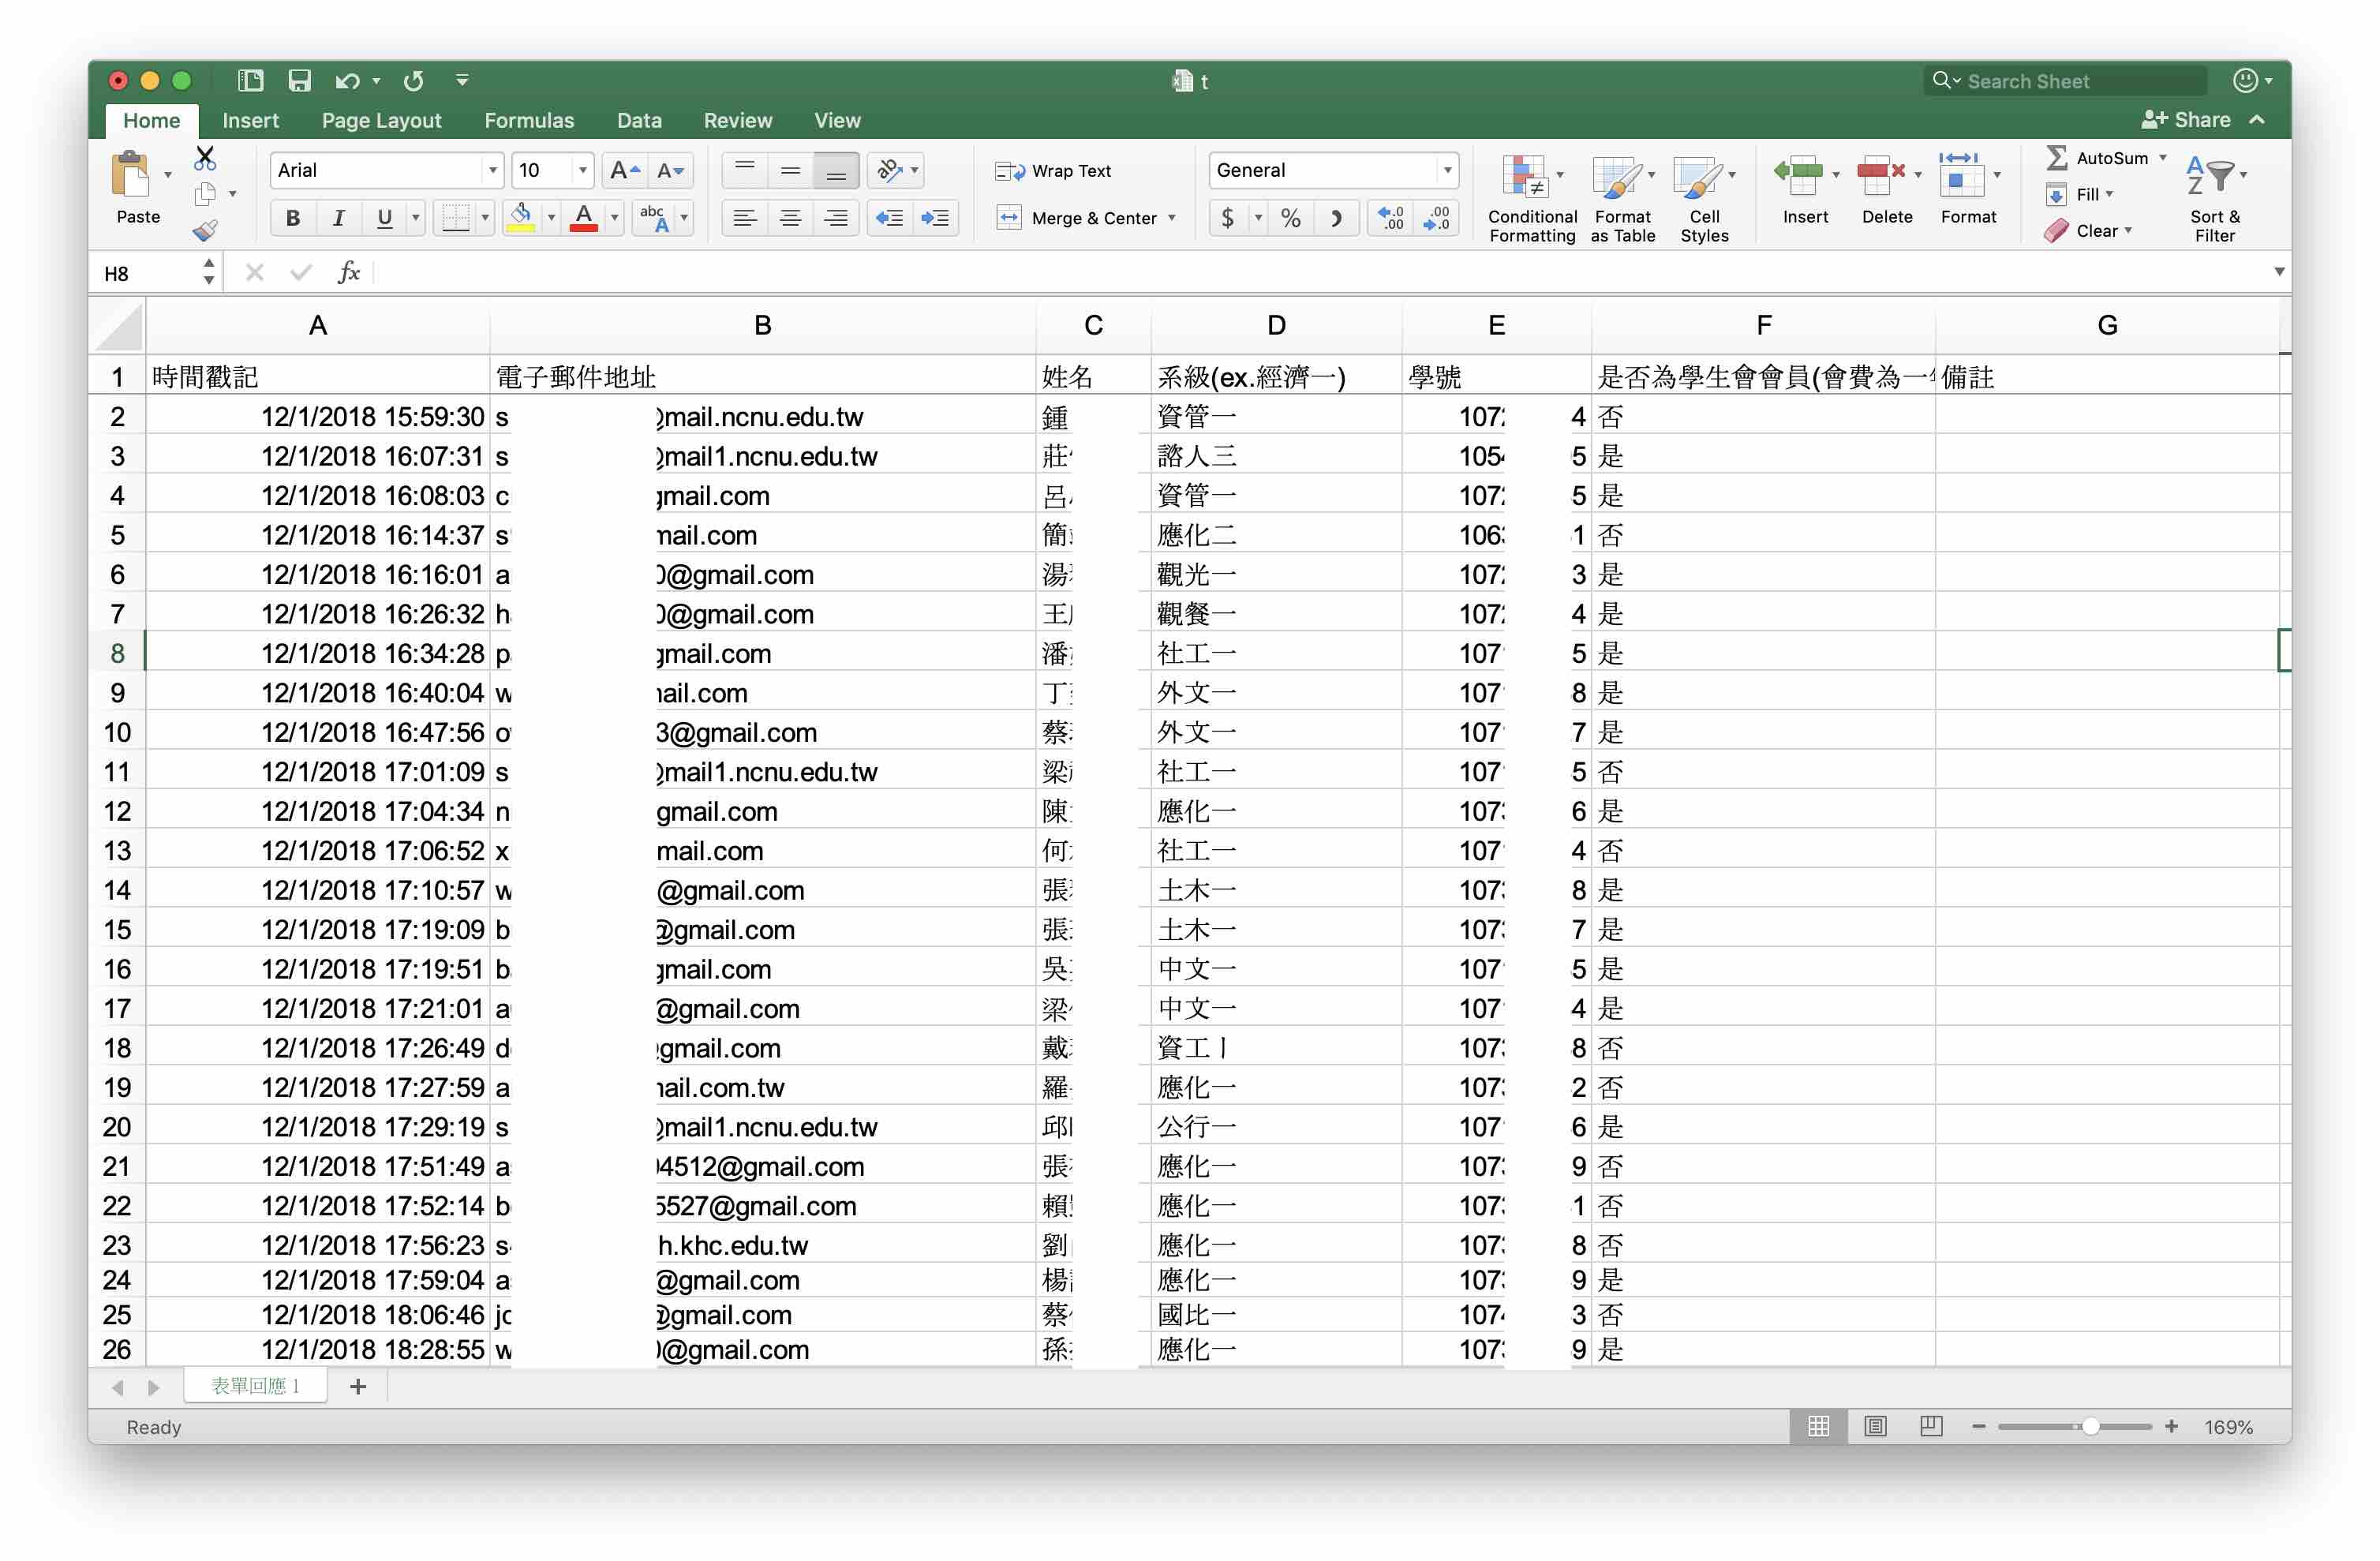 t
Search Sheet
Home Insert Page Layout Formulas Data Review View Share
Paste
Arial 10
Wrap Text
General
Merge & Center
Conditional Formatting
Format as Table
Cell Styles
Insert
Delete
Format
AutoSum
Fill
Clear
Sort & Filter
H8 fx
A B C D E F G
1 時間戳記 電子郵件地址 姓名 系級(ex.經濟一) 學號 是否為學生會會員(會費為一 備註
2 12/1/2018 15:59:30 s @mail.ncnu.edu.tw 鍾 資管一 107 4 否
3 12/1/2018 16:07:31 s @mail1.ncnu.edu.tw 莊 諮人三 105 5 是
4 12/1/2018 16:08:03 c gmail.com 呂 資管一 107 5 是
5 12/1/2018 16:14:37 s mail.com 簡 應化二 106 1 否
6 12/1/2018 16:16:01 a 0@gmail.com 湯 觀光一 107 3 是
7 12/1/2018 16:26:32 h 0@gmail.com 王 觀餐一 107 4 是
8 12/1/2018 16:34:28 p gmail.com 潘 社工一 107 5 是
9 12/1/2018 16:40:04 w ail.com 丁 外文一 107 8 是
10 12/1/2018 16:47:56 o 3@gmail.com 蔡 外文一 107 7 是
11 12/1/2018 17:01:09 s @mail1.ncnu.edu.tw 梁 社工一 107 5 否
12 12/1/2018 17:04:34 n gmail.com 陳 應化一 107 6 是
13 12/1/2018 17:06:52 x mail.com 何 社工一 107 4 否
14 12/1/2018 17:10:57 w @gmail.com 張 土木一 107 8 是
15 12/1/2018 17:19:09 b @gmail.com 張 土木一 107 7 是
16 12/1/2018 17:19:51 b gmail.com 吳 中文一 107 5 是
17 12/1/2018 17:21:01 a @gmail.com 梁 中文一 107 4 是
18 12/1/2018 17:26:49 d gmail.com 戴 資工 107 8 否
19 12/1/2018 17:27:59 a ail.com.tw 羅 應化一 107 2 否
20 12/1/2018 17:29:19 s @mail1.ncnu.edu.tw 邱 公行一 107 6 是
21 12/1/2018 17:51:49 a 4512@gmail.com 張 應化一 107 9 否
22 12/1/2018 17:52:14 b 5527@gmail.com 賴 應化一 107 1 否
23 12/1/2018 17:56:23 s h.khc.edu.tw 劉 應化一 107 8 否
24 12/1/2018 17:59:04 a @gmail.com 楊 應化一 107 9 是
25 12/1/2018 18:06:46 jo @gmail.com 蔡 國比一 107 3 否
26 12/1/2018 18:28:55 w @gmail.com 孫 應化一 107 9 是
表單回應 1
Ready 169%